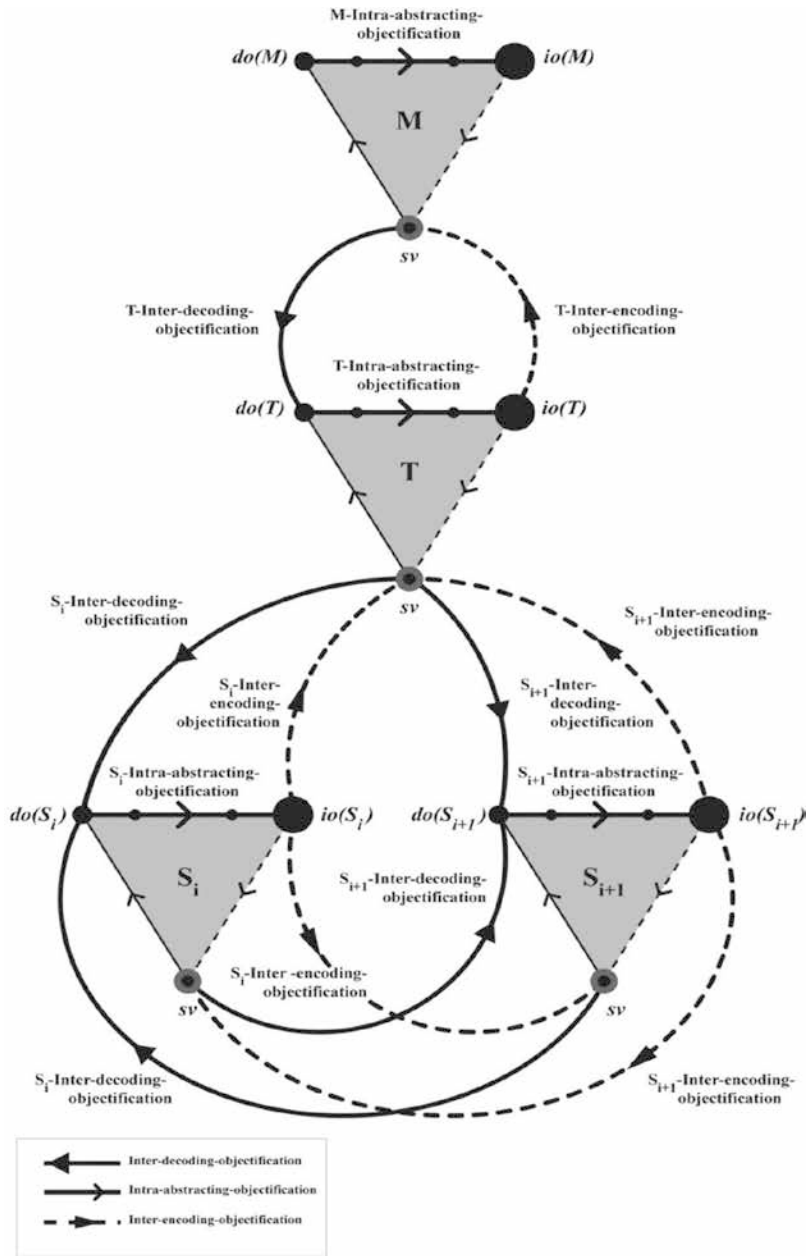 M-Intra-abstracting-
objectification
do(M)
io(M)
M
sv
T-Inter-decoding-
objectification
T-Inter-encoding-
objectification
T-Intra-abstracting-
objectification
do(T)
io(T)
T
sv
Si-Inter-decoding-
objectification
Si+1-Inter-encoding-
objectification
Si-Inter-
encoding-
objectification
Si+1-Inter-
decoding-
objectification
Si-Intra-abstracting-
objectification
Si+1-Intra-abstracting-
objectification
do(Si)
io(Si)
do(Si+1)
io(Si+1)
Si
Si+1
Si+1-Inter-decoding-
objectification
Si-Inter -encoding-
objectification
sv
sv
Si-Inter-decoding-
objectification
Si+1-Inter-encoding-
objectification
Inter-decoding-objectification
Intra-abstracting-objectification
Inter-encoding-objectification